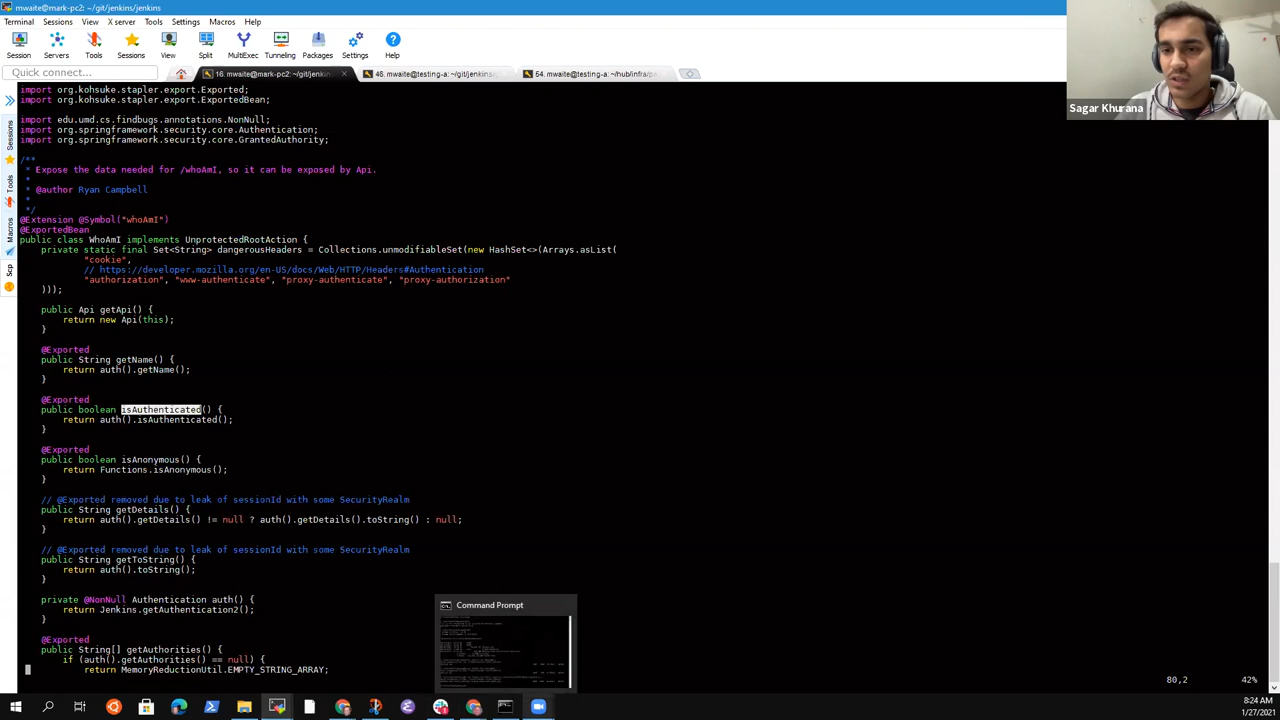 mwaite@mark-pc2: ~/git/jenkins/jenkins
Terminal Sessions View X server Tools Settings Macros Help
Session Servers Tools Sessions View Split MultiExec Tunneling Packages Settings Help
Quick connect...
16. mwaite@mark-pc2: ~/git/jenkin
46. mwaite@testing-a: ~/git/jenkins
54. mwaite@testing-a: ~/hub/infra/
Sagar Khurana
Sessions
Tools
Macros
Scp
import org.kohsuke.stapler.export.Exported;
import org.kohsuke.stapler.export.ExportedBean;
import edu.umd.cs.findbugs.annotations.NonNull;
import org.springframework.security.core.Authentication;
import org.springframework.security.core.GrantedAuthority;
/**
* Expose the data needed for /whoAmI, so it can be exposed by Api.
*
* @author Ryan Campbell
*
*/
@Extension @Symbol("whoAmI")
@ExportedBean
public class WhoAmI implements UnprotectedRootAction {
private static final Set<String> dangerousHeaders = Collections.unmodifiableSet(new HashSet<>(Arrays.asList(
"cookie",
// https://developer.mozilla.org/en-US/docs/Web/HTTP/Headers#Authentication
"authorization", "www-authenticate", "proxy-authenticate", "proxy-authorization"
)));
public Api getApi() {
return new Api(this);
}
@Exported
public String getName() {
return auth().getName();
}
@Exported
public boolean isAuthenticated() {
return auth().isAuthenticated();
}
@Exported
public boolean isAnonymous() {
return Functions.isAnonymous();
}
// @Exported removed due to leak of sessionId with some SecurityRealm
public String getDetails() {
return auth().getDetails() != null ? auth().getDetails().toString() : null;
}
// @Exported removed due to leak of sessionId with some SecurityRealm
public String getToString() {
return auth().toString();
}
private @NonNull Authentication auth() {
return Jenkins.getAuthentication2();
}
@Exported
public String[] getAuthorities() {
if (auth().getAuthorities() == null) {
return MemoryReductionUtil.EMPTY_STRING_ARRAY;
Command Prompt
80,2 42%
8:24 AM
1/27/2021